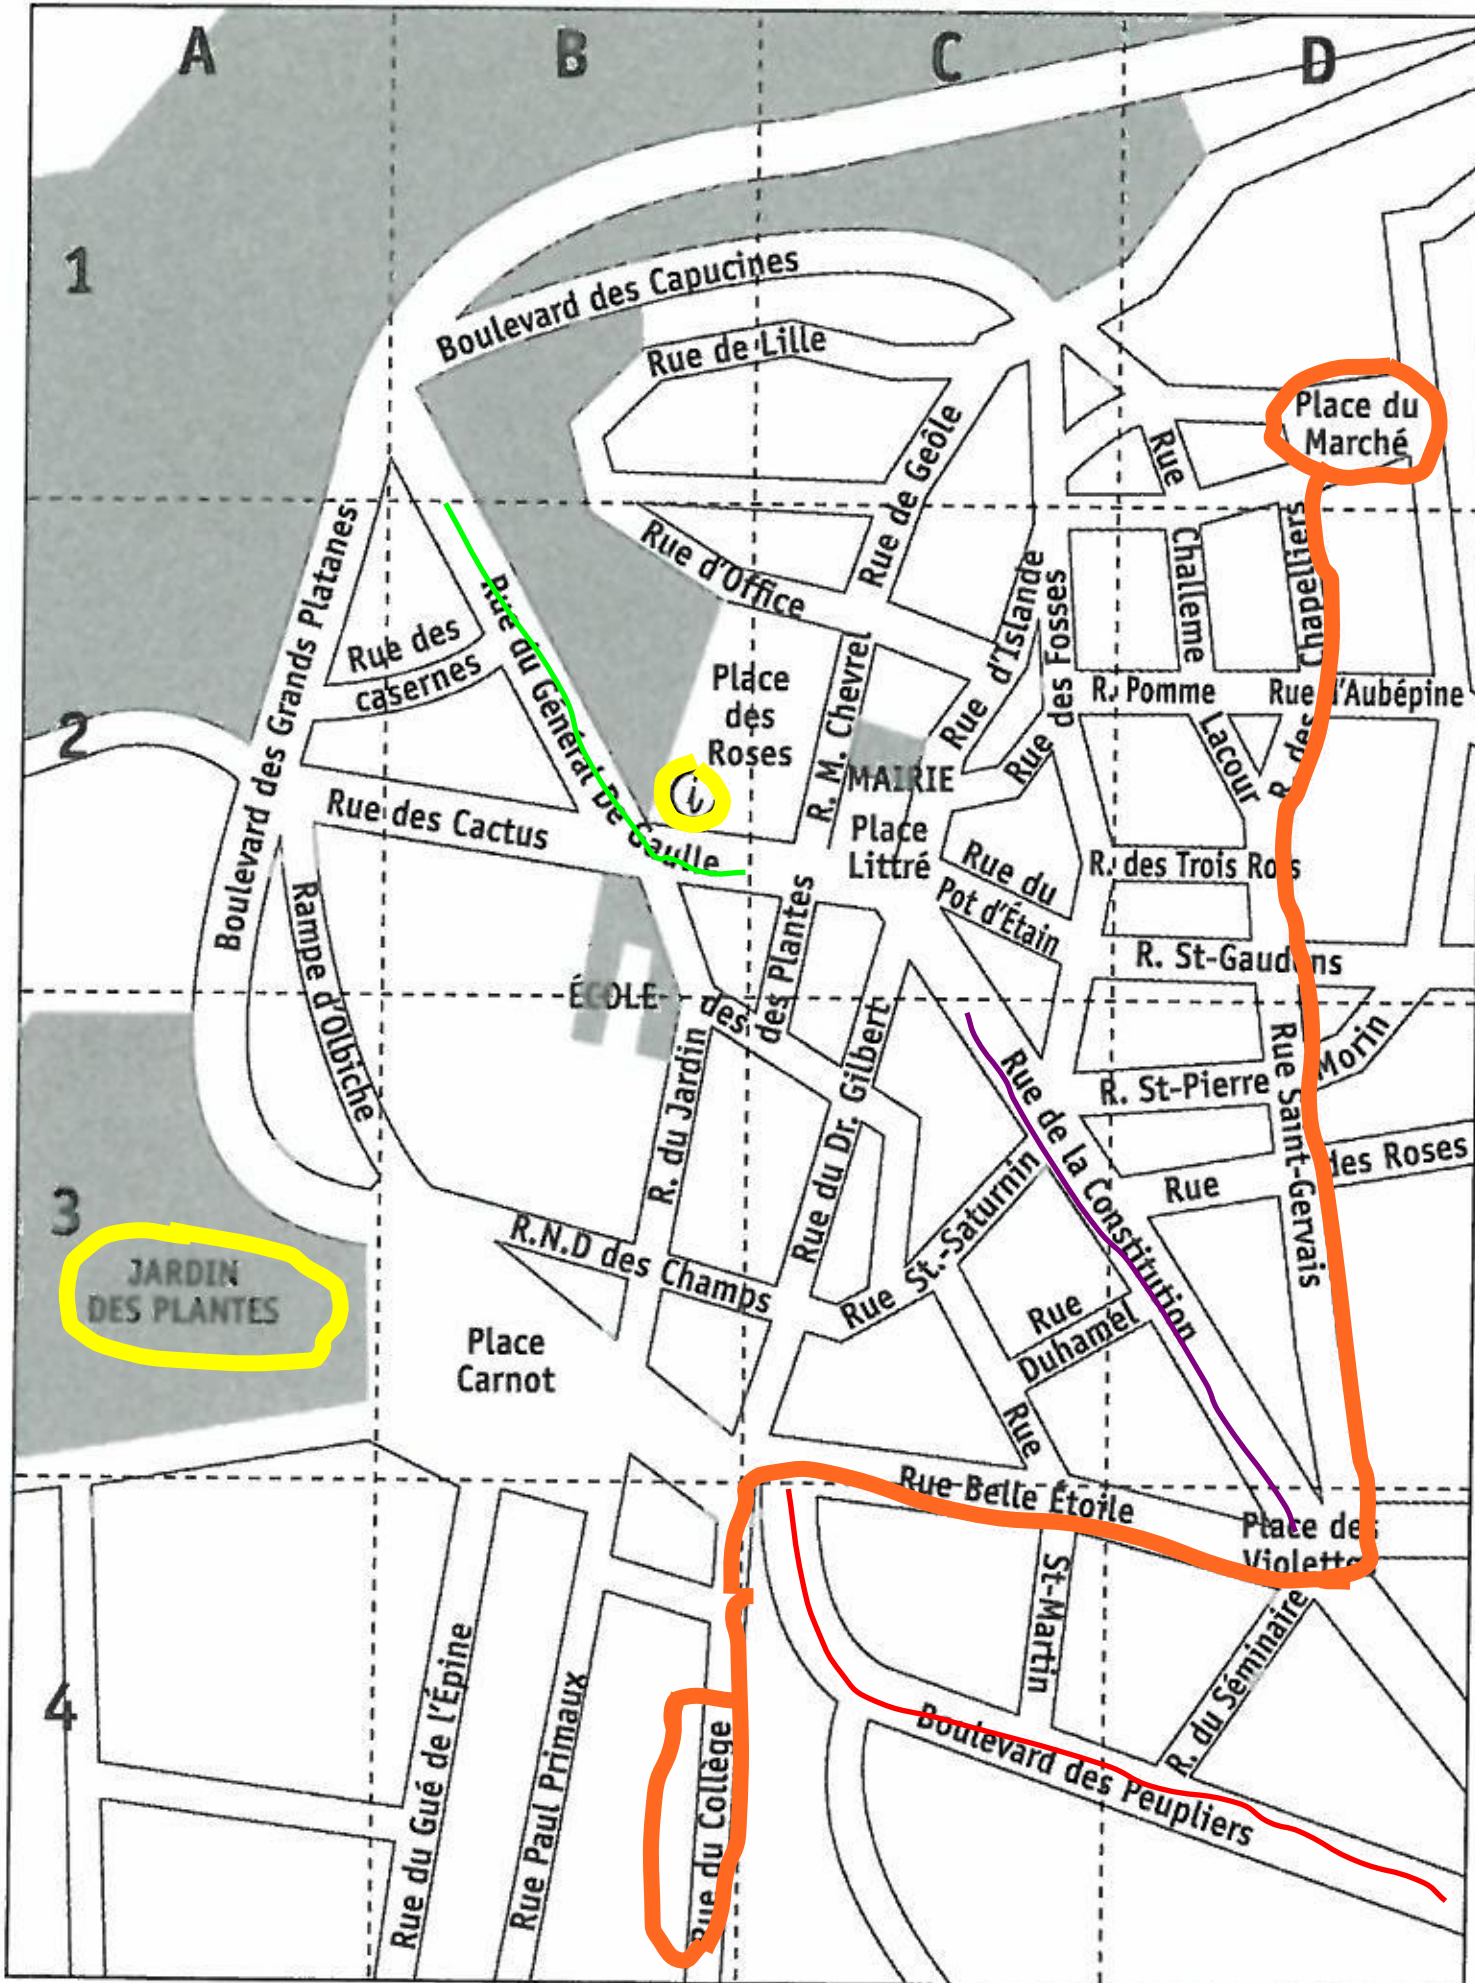 A
B
C
D
1
Boulevard des Capucines
Rue de Lille
Place du
Marché
Rue de Geôle
Rue
Challeme
R. des Chapeliers
Boulevard des Grands Platanes
Rue d'Office
Rue d'Islande
Rue des Fosses
Rue du Général De Gaulle
Rue des
casernes
Place
des
Roses
R. M. Chevrel
R. Pomme
Rue d'Aubépine
2
Lacour
MAIRIE
Place
Littré
i
Rue des Cactus
Rue du
Pot d'Étain
R. des Trois Rois
R. St-Gaudens
Rampe d'Olbiche
ÉCOLE
des
des Plantes
Rue du Dr. Gilbert
R. du Jardin
Rue de la Constitution
R. St-Pierre
Morin
Rue Saint-Gervais
Rue
des Roses
3
R.N.D des Champs
Rue St.-Saturnin
Rue
Duhamel
JARDIN
DES PLANTES
Place
Carnot
Rue
St-Martin
Rue Belle Étoile
Place des
Violette
4
Rue du Gué de l'Épine
Rue Paul Primaux
Rue du Collège
R. du Séminaire
Boulevard des Peupliers